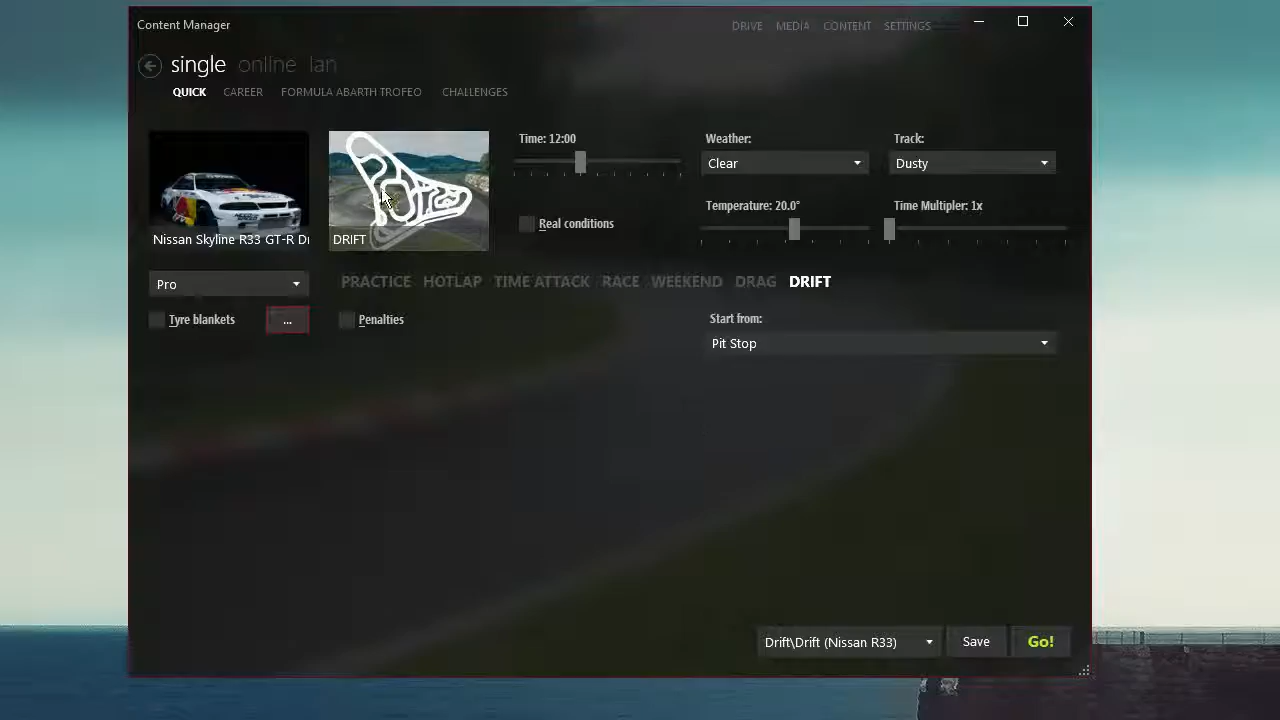 Content Manager
DRIVE MEDIA CONTENT SETTINGS
single online lan
QUICK CAREER FORMULA ABARTH TROFEO CHALLENGES
Time: 12:00
Weather:
Track:
Clear
Dusty
Temperature: 20.0°
Time Multipler: 1x
Real conditions
Nissan Skyline R33 GT-R Dr
DRIFT
Pro
PRACTICE HOTLAP TIME ATTACK RACE WEEKEND DRAG DRIFT
Tyre blankets
...
Penalties
Start from:
Pit Stop
Drift\Drift (Nissan R33)
Save
Go!